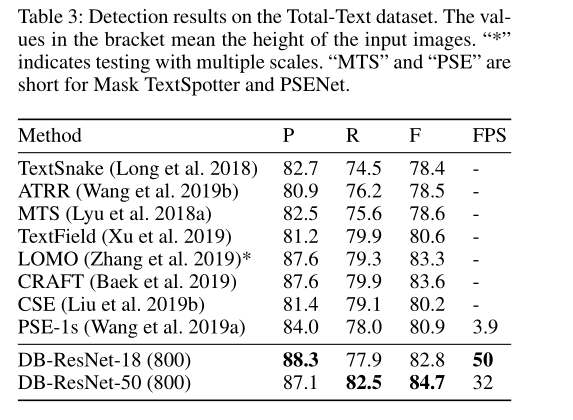 Table 3: Detection results on the Total-Text dataset. The val-
ues in the bracket mean the height of the input images. “*”
indicates testing with multiple scales. “MTS” and “PSE” are
short for Mask TextSpotter and PSENet.
Method P R F FPS
TextSnake (Long et al. 2018) 82.7 74.5 78.4 -
ATRR (Wang et al. 2019b) 80.9 76.2 78.5 -
MTS (Lyu et al. 2018a) 82.5 75.6 78.6 -
TextField (Xu et al. 2019) 81.2 79.9 80.6 -
LOMO (Zhang et al. 2019)* 87.6 79.3 83.3 -
CRAFT (Baek et al. 2019) 87.6 79.9 83.6 -
CSE (Liu et al. 2019b) 81.4 79.1 80.2 -
PSE-1s (Wang et al. 2019a) 84.0 78.0 80.9 3.9
DB-ResNet-18 (800) 88.3 77.9 82.8 50
DB-ResNet-50 (800) 87.1 82.5 84.7 32